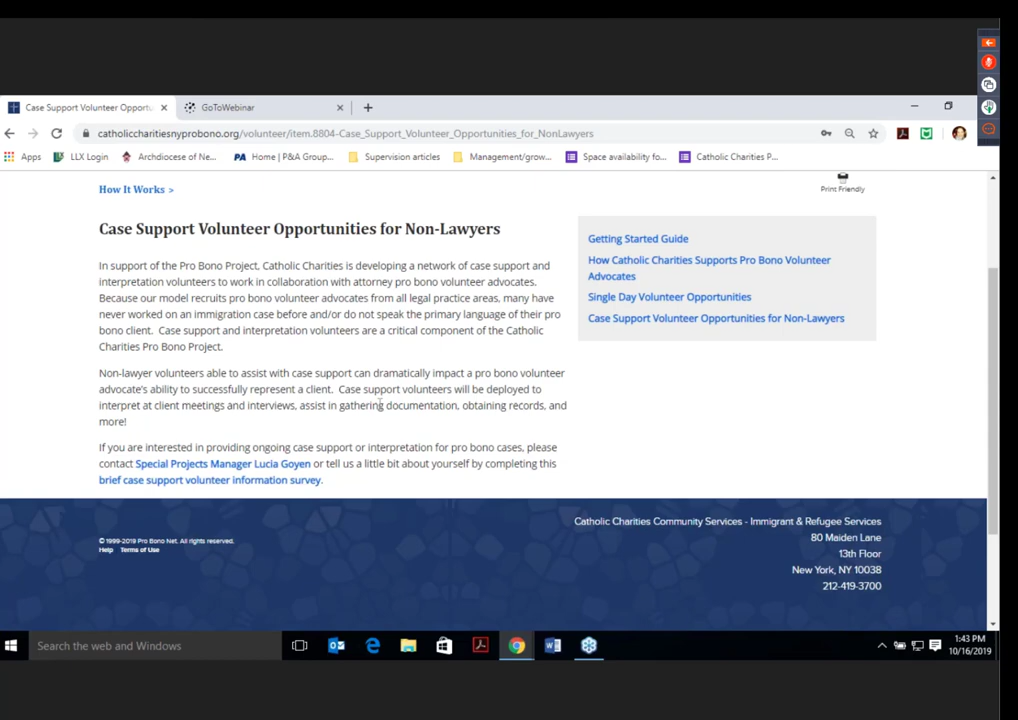 Case Support Volunteer Opportu
GoToWebinar
catholiccharitiesnyprobono.org/volunteer/item.8804-Case_Support_Volunteer_Opportunities_for_NonLawyers
Apps LLX Login Archdiocese of Ne... PA Home | P&A Group... Supervision articles Management/grow... Space availability fo... Catholic Charities P...
How It Works >
Print Friendly
Case Support Volunteer Opportunities for Non-Lawyers
In support of the Pro Bono Project, Catholic Charities is developing a network of case support and
interpretation volunteers to work in collaboration with attorney pro bono volunteer advocates.
Because our model recruits pro bono volunteer advocates from all legal practice areas, many have
never worked on an immigration case before and/or do not speak the primary language of their pro
bono client. Case support and interpretation volunteers are a critical component of the Catholic
Charities Pro Bono Project.
Non-lawyer volunteers able to assist with case support can dramatically impact a pro bono volunteer
advocate's ability to successfully represent a client. Case support volunteers will be deployed to
interpret at client meetings and interviews, assist in gathering documentation, obtaining records, and
more!
If you are interested in providing ongoing case support or interpretation for pro bono cases, please
contact Special Projects Manager Lucia Goyen or tell us a little bit about yourself by completing this
brief case support volunteer information survey.
Getting Started Guide
How Catholic Charities Supports Pro Bono Volunteer
Advocates
Single Day Volunteer Opportunities
Case Support Volunteer Opportunities for Non-Lawyers
© 1999-2019 Pro Bono Net. All rights reserved.
Help Terms of Use
Catholic Charities Community Services - Immigrant & Refugee Services
80 Maiden Lane
13th Floor
New York, NY 10038
212-419-3700
Search the web and Windows
1:43 PM
10/16/2019